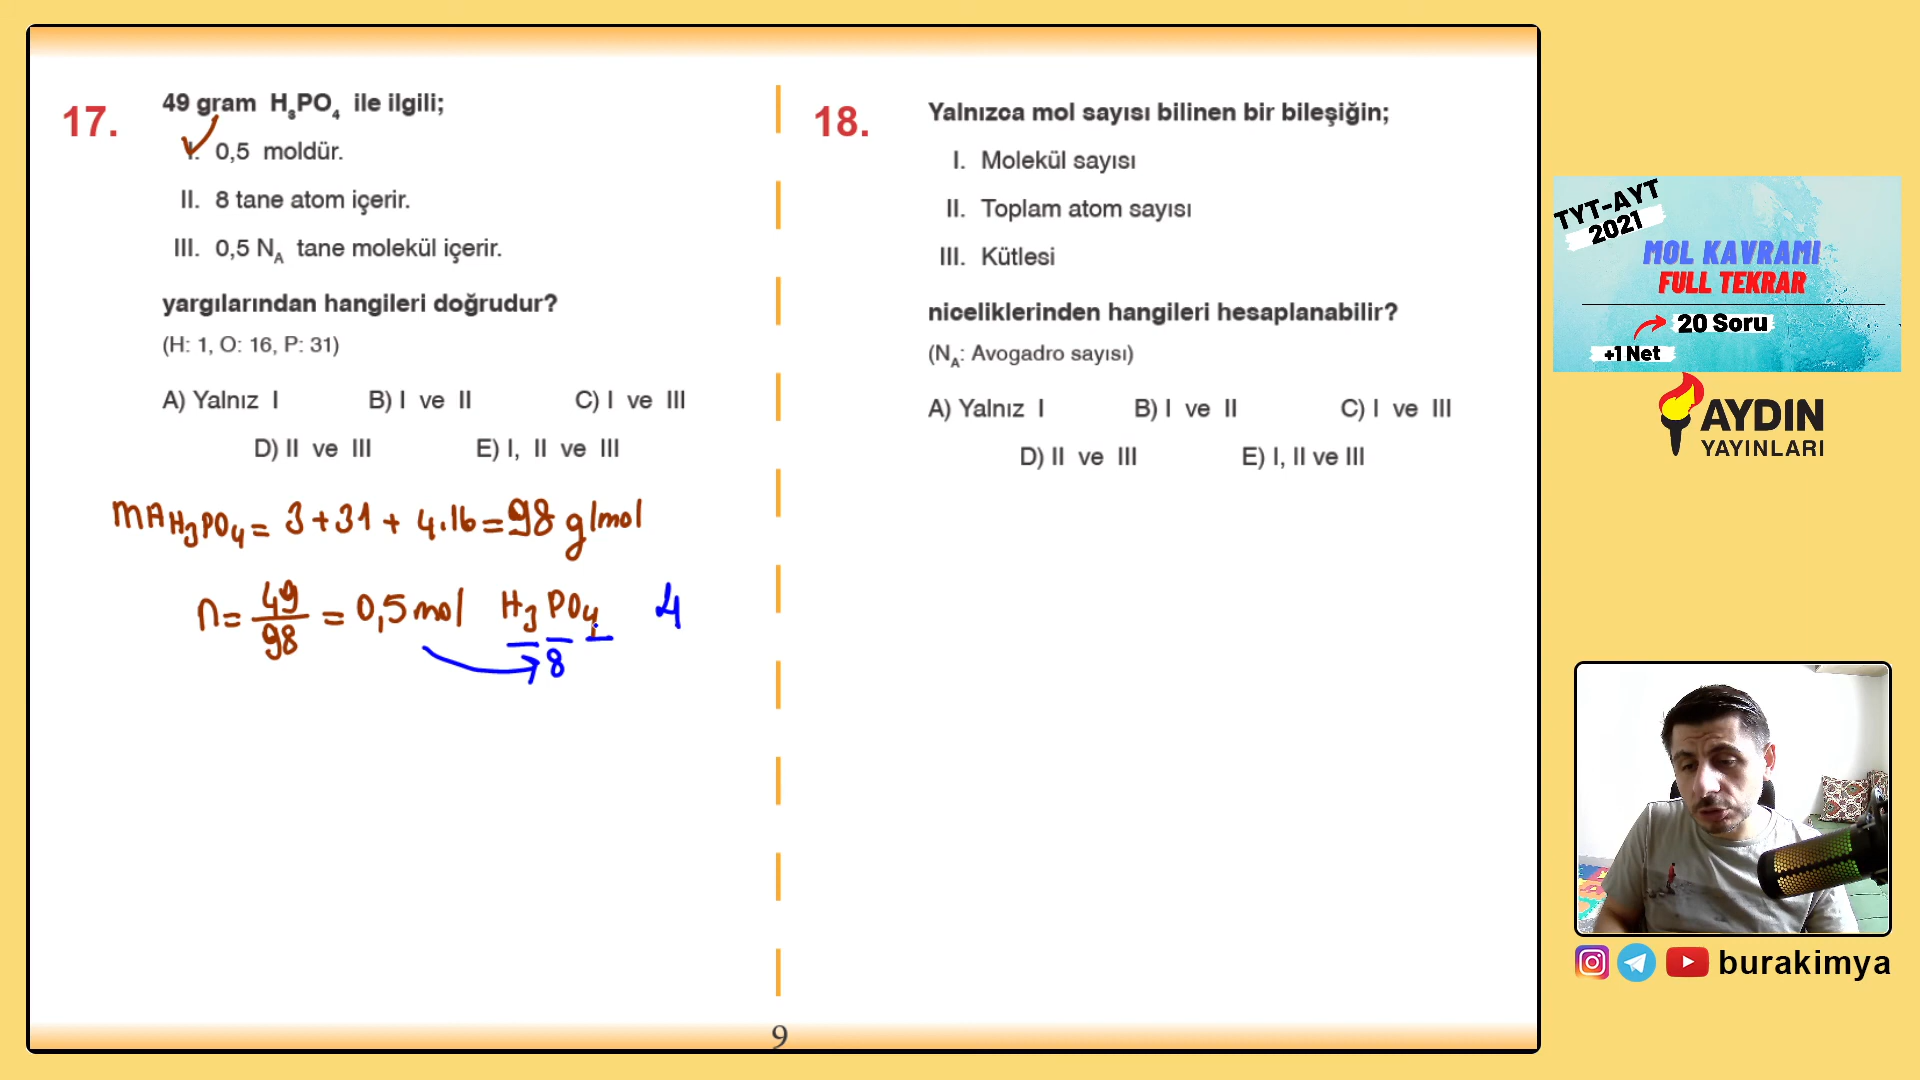 17.
49 gram H₃PO₄ ile ilgili;
I. 0,5 moldür.
II. 8 tane atom içerir.
III. 0,5 N_A tane molekül içerir.
yargılarından hangileri doğrudur?
(H: 1, O: 16, P: 31)
A) Yalnız I B) I ve II C) I ve III
D) II ve III E) I, II ve III
MA H₃PO₄ = 3+31+4.16=98 g/mol
n= 49/98 = 0,5 mol H₃PO₄ 4
8
18.
Yalnızca mol sayısı bilinen bir bileşiğin;
I. Molekül sayısı
II. Toplam atom sayısı
III. Kütlesi
niceliklerinden hangileri hesaplanabilir?
(N_A: Avogadro sayısı)
A) Yalnız I B) I ve II C) I ve III
D) II ve III E) I, II ve III
9
TYT-AYT
2021
MOL KAVRAMI
FULL TEKRAR
20 Soru
+1 Net
AYDIN
YAYINLARI
burakimya